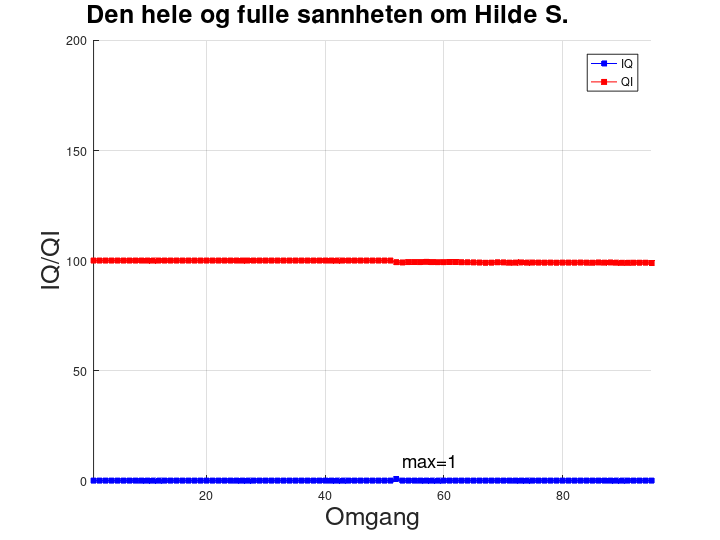 Den hele og fulle sannheten om Hilde S.
200
IQ
QI
150
IQ/QI
100
50
max=1
0
20 40 60 80
Omgang